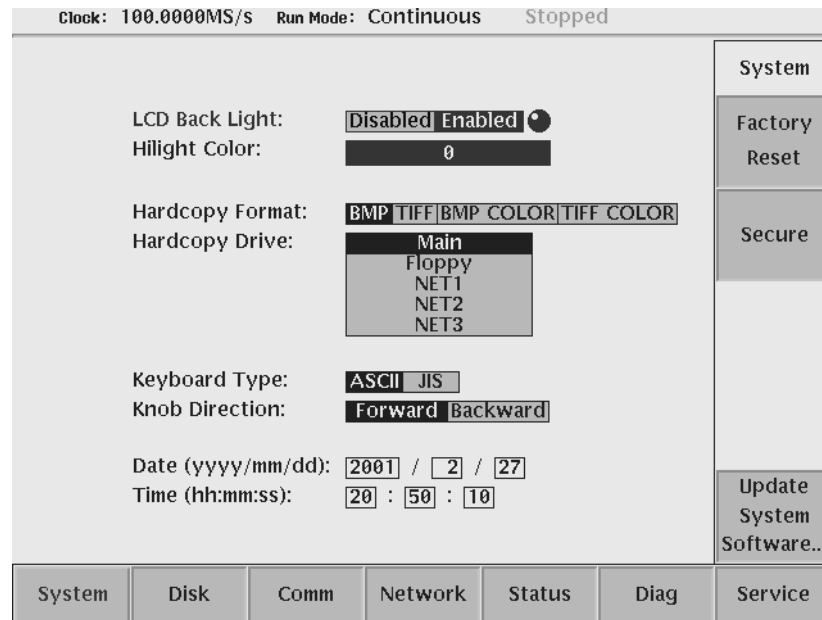 Clock: 100.0000MS/s Run Mode: Continuous Stopped
System
LCD Back Light: Disabled Enabled
Hilight Color: 0
Factory
Reset
Hardcopy Format: BMP TIFF BMP COLOR TIFF COLOR
Hardcopy Drive: Main
Floppy
NET1
NET2
NET3
Secure
Keyboard Type: ASCII JIS
Knob Direction: Forward Backward
Date (yyyy/mm/dd): 2001 / 2 / 27
Time (hh:mm:ss): 20 : 50 : 10
Update
System
Software..
System Disk Comm Network Status Diag Service